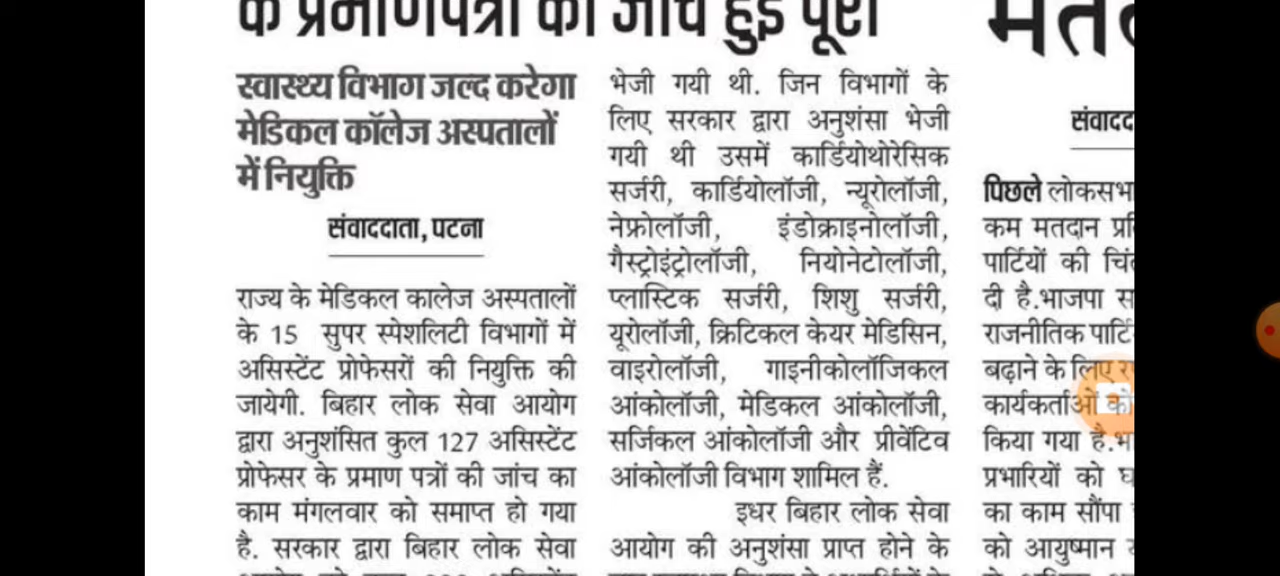 के प्रमाणपत्रों की जांच हुई पूरी
स्वास्थ्य विभाग जल्द करेगा
मेडिकल कॉलेज अस्पतालों
में नियुक्ति
संवाददाता, पटना
राज्य के मेडिकल कालेज अस्पतालों
के 15 सुपर स्पेशलिटी विभागों में
असिस्टेंट प्रोफेसरों की नियुक्ति की
जायेगी. बिहार लोक सेवा आयोग
द्वारा अनुशंसित कुल 127 असिस्टेंट
प्रोफेसर के प्रमाण पत्रों की जांच का
काम मंगलवार को समाप्त हो गया
है. सरकार द्वारा बिहार लोक सेवा
भेजी गयी थी. जिन विभागों के
लिए सरकार द्वारा अनुशंसा भेजी
गयी थी उसमें कार्डियोथोरेसिक
सर्जरी, कार्डियोलॉजी, न्यूरोलॉजी,
नेफ्रोलॉजी, इंडोक्राइनोलॉजी,
गैस्ट्रोइंट्रोलॉजी, नियोनेटोलॉजी,
प्लास्टिक सर्जरी, शिशु सर्जरी,
यूरोलॉजी, क्रिटिकल केयर मेडिसिन,
वाइरोलॉजी, गाइनीकोलॉजिकल
आंकोलॉजी, मेडिकल आंकोलॉजी,
सर्जिकल आंकोलॉजी और प्रीवेंटिव
आंकोलॉजी विभाग शामिल हैं.
इधर बिहार लोक सेवा
आयोग की अनुशंसा प्राप्त होने के
मत
संवाद
पिछले लोकसभा
कम मतदान
पार्टियों की
दी है.भाजपा
राजनीतिक
बढ़ाने के लिए
कार्यकर्ताओं को
किया गया है.
प्रभारियों को
का काम सौंपा
को आयुष्मान